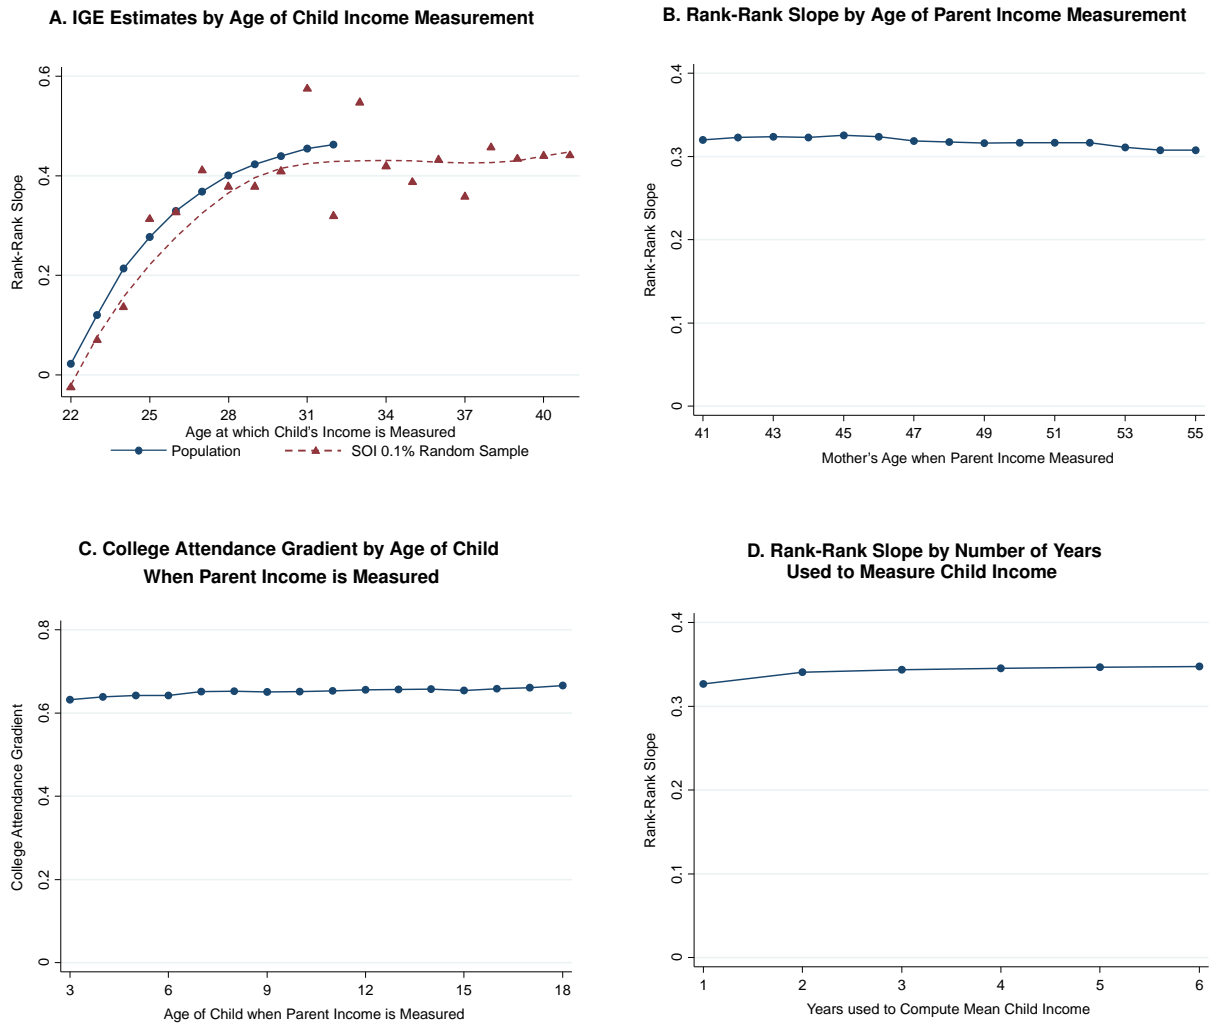 A. IGE Estimates by Age of Child Income Measurement
Rank-Rank Slope
0.6
0.4
0.2
0
22 25 28 31 34 37 40
Age at which Child's Income is Measured
Population SOI 0.1% Random Sample
B. Rank-Rank Slope by Age of Parent Income Measurement
Rank-Rank Slope
0.4
0.3
0.2
0.1
0
41 43 45 47 49 51 53 55
Mother's Age when Parent Income Measured
C. College Attendance Gradient by Age of Child
When Parent Income is Measured
College Attendance Gradient
0.8
0.6
0.4
0.2
0
3 6 9 12 15 18
Age of Child when Parent Income is Measured
D. Rank-Rank Slope by Number of Years
Used to Measure Child Income
Rank-Rank Slope
0.4
0.3
0.2
0.1
0
1 2 3 4 5 6
Years used to Compute Mean Child Income